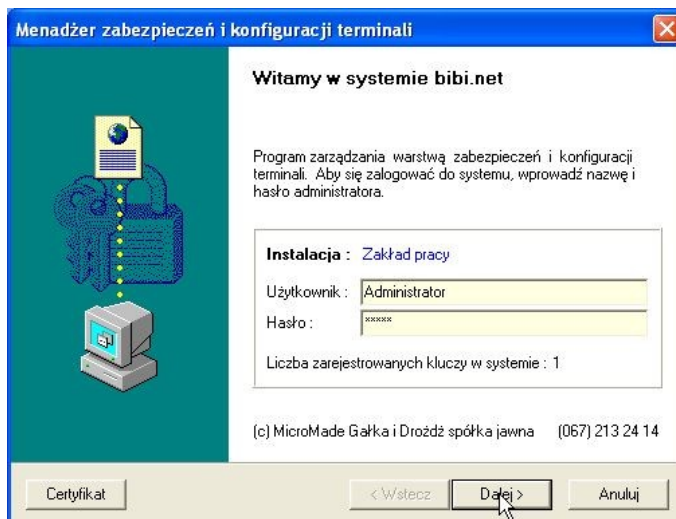 Menadżer zabezpieczeń i konfiguracji terminali
Witamy w systemie bibi.net
Program zarządzania warstwą zabezpieczeń i konfiguracji
terminali. Aby się zalogować do systemu, wprowadź nazwę i
hasło administratora.
Instalacja : Zakład pracy
Użytkownik : Administrator
Hasło : *****
Liczba zarejestrowanych kluczy w systemie : 1
(c) MicroMade Gałka i Drożdż spółka jawna (067) 213 24 14
Certyfikat < Wstecz Dalej > Anuluj